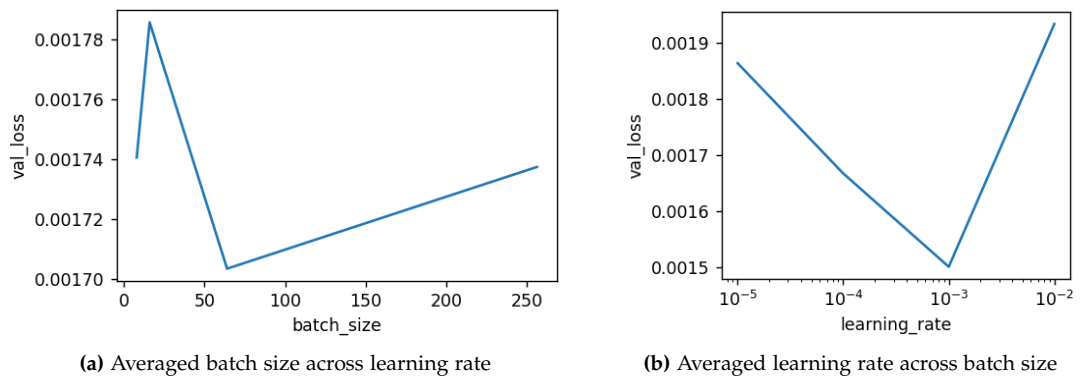 0.00178
0.00176
0.00174
0.00172
0.00170
val_loss
0 50 100 150 200 250
batch_size
(a) Averaged batch size across learning rate
0.0019
0.0018
0.0017
0.0016
0.0015
val_loss
10⁻⁵ 10⁻⁴ 10⁻³ 10⁻²
learning_rate
(b) Averaged learning rate across batch size